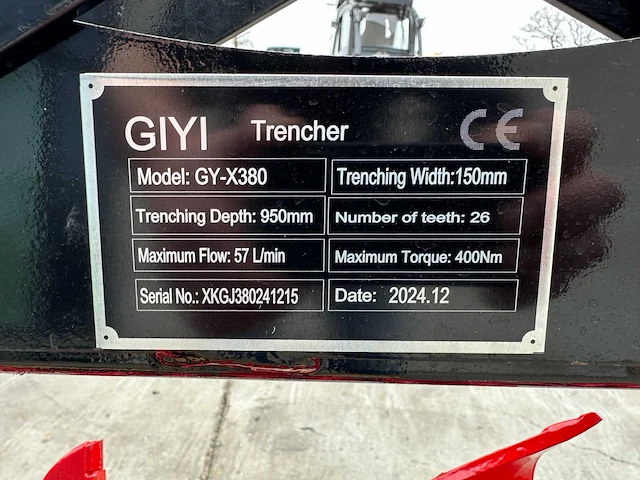 GIYI Trencher CE
Model: GY-X380
Trenching Width:150mm
Trenching Depth: 950mm
Number of teeth: 26
Maximum Flow: 57 L/min
Maximum Torque: 400Nm
Serial No.: XKGJ380241215
Date: 2024.12